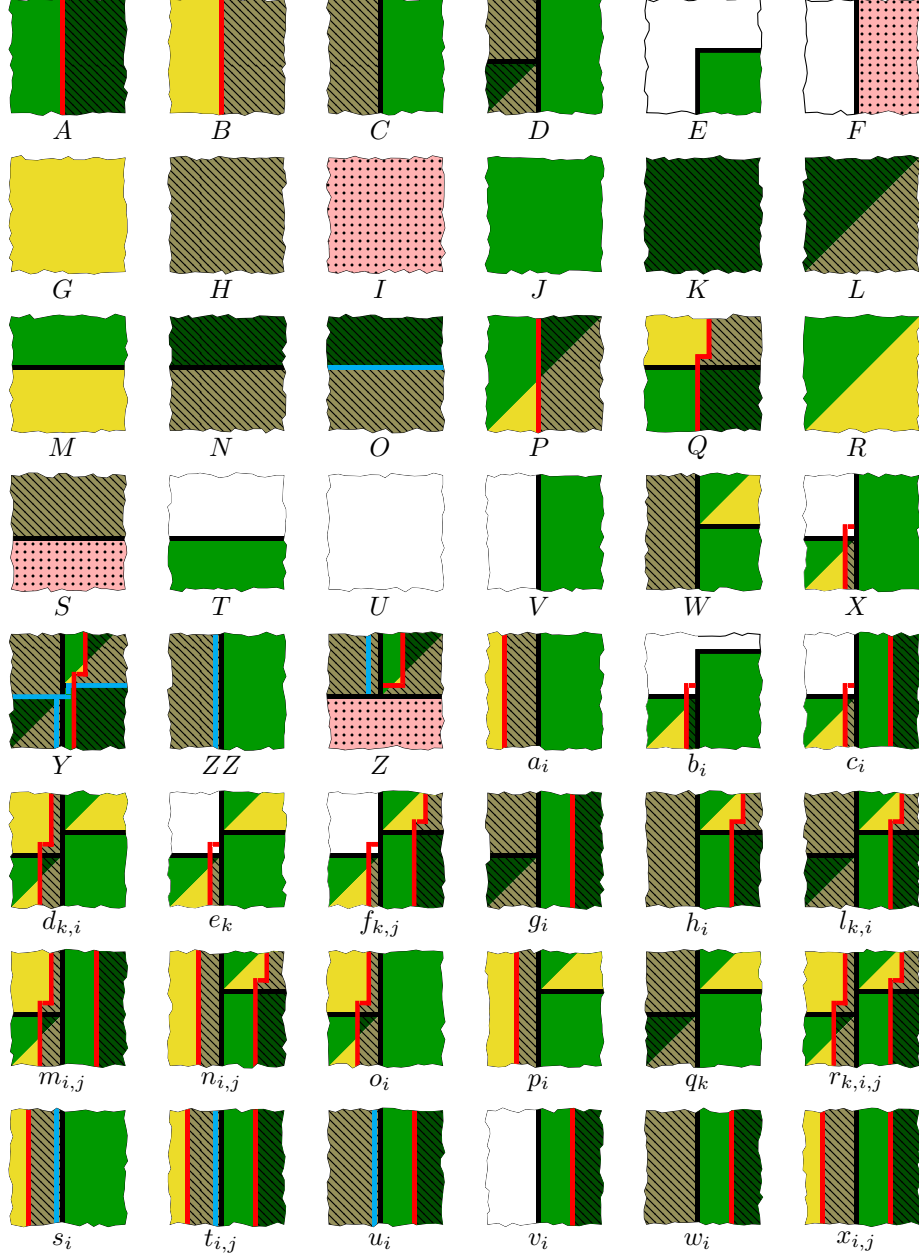 A B C D E F
G H I J K L
M N O P Q R
S T U V W X
Y ZZ Z a_i b_i c_i
d_{k,i} e_k f_{k,j} g_i h_i l_{k,i}
m_{i,j} n_{i,j} o_i p_i q_k r_{k,i,j}
s_i t_{i,j} u_i v_i w_i x_{i,j}